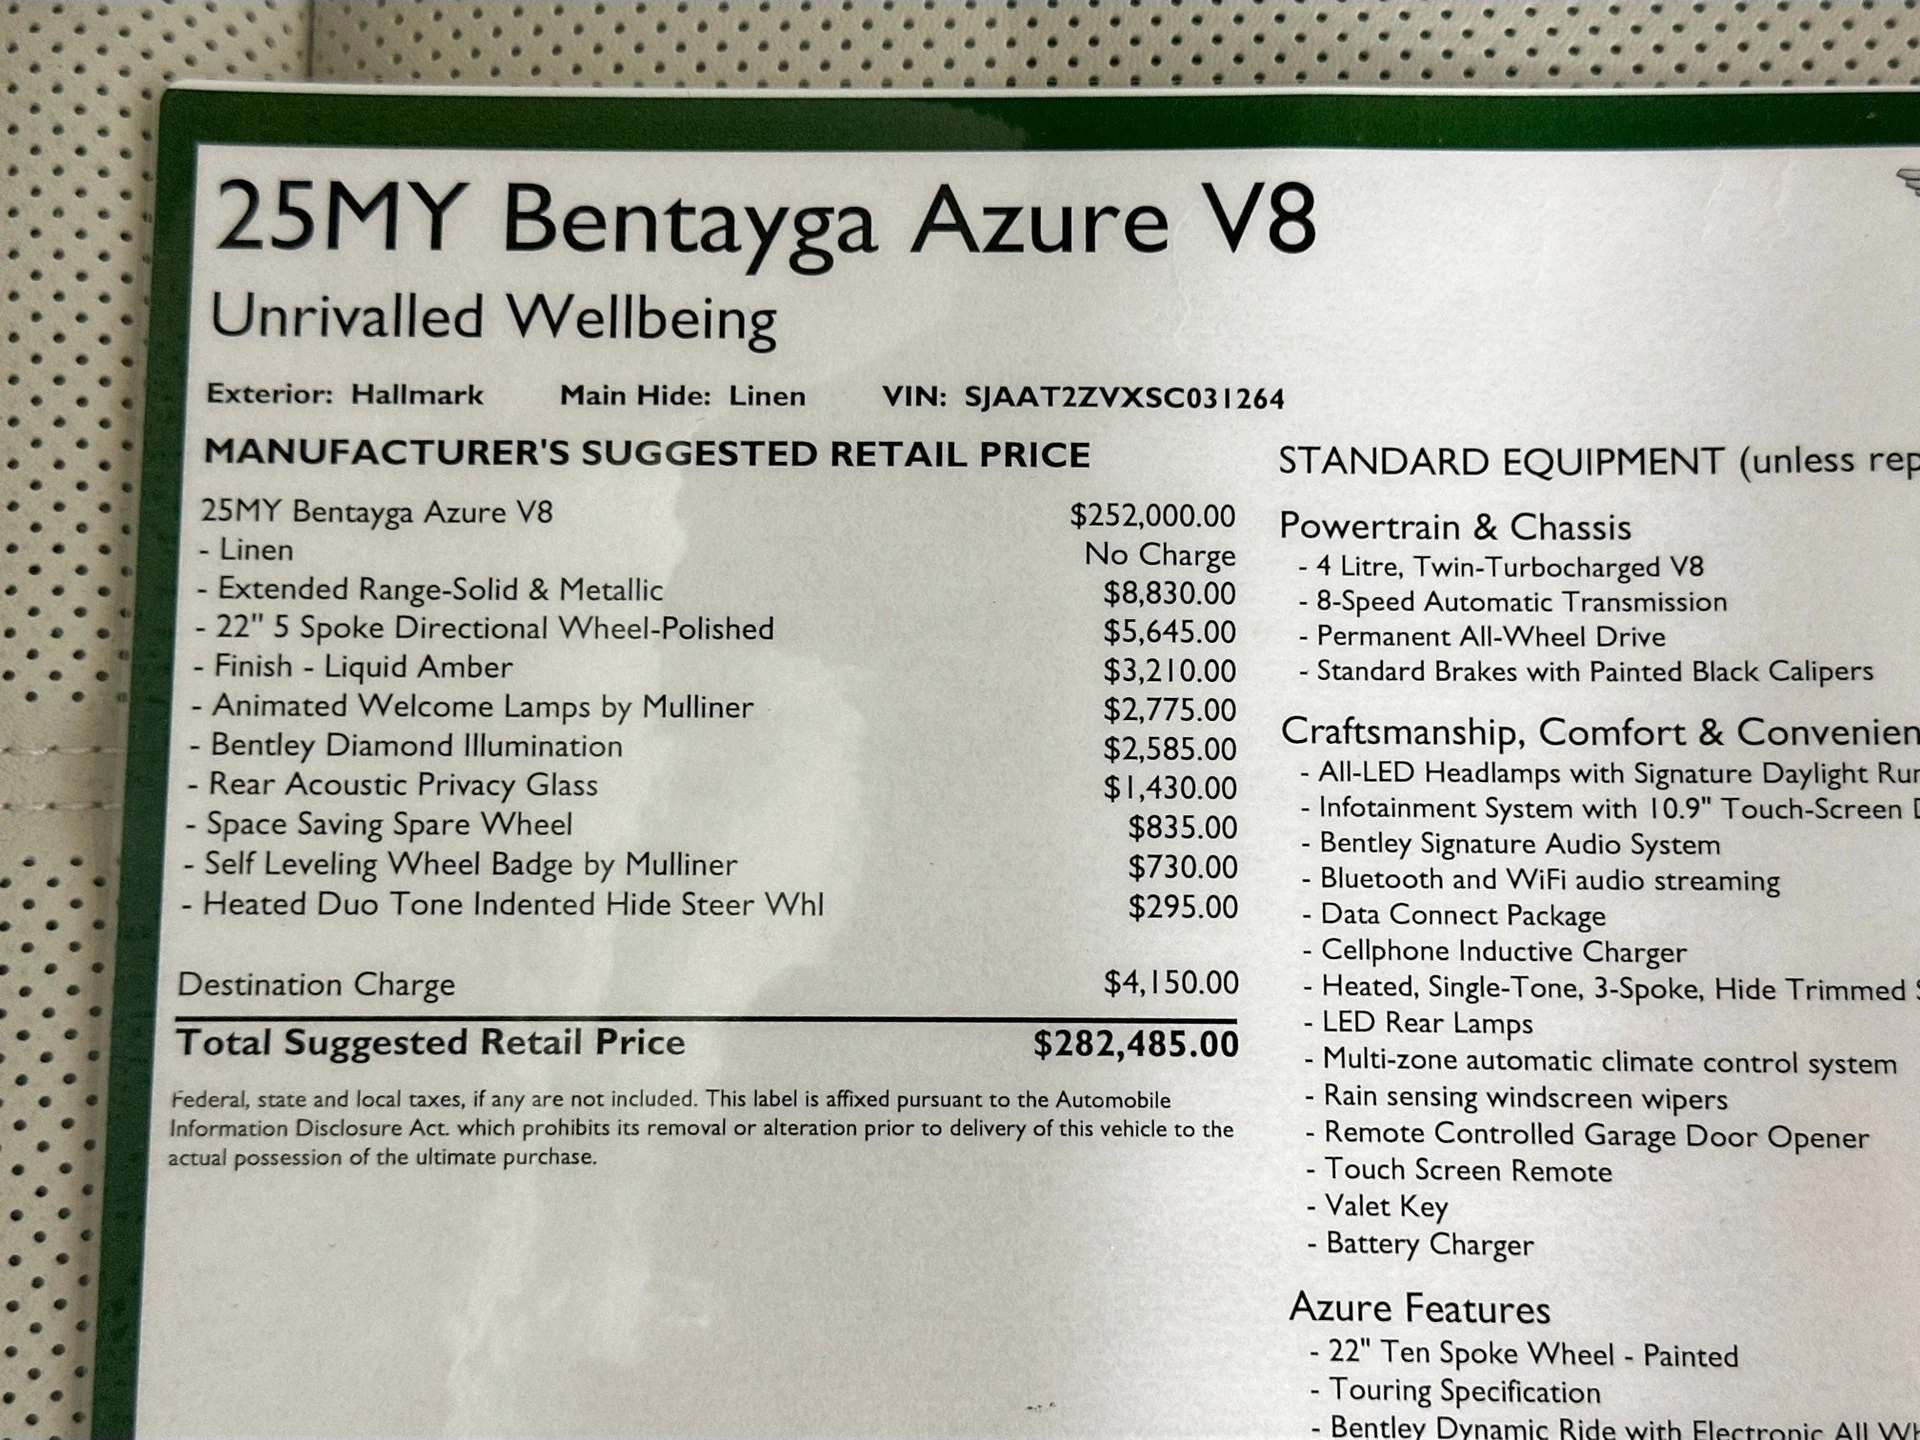 25MY Bentayga Azure V8
Unrivalled Wellbeing
Exterior: Hallmark Main Hide: Linen VIN: SJAAT2ZVXSC031264
MANUFACTURER'S SUGGESTED RETAIL PRICE
25MY Bentayga Azure V8 $252,000.00
- Linen No Charge
- Extended Range-Solid & Metallic $8,830.00
- 22" 5 Spoke Directional Wheel-Polished $5,645.00
- Finish - Liquid Amber $3,210.00
- Animated Welcome Lamps by Mulliner $2,775.00
- Bentley Diamond Illumination $2,585.00
- Rear Acoustic Privacy Glass $1,430.00
- Space Saving Spare Wheel $835.00
- Self Leveling Wheel Badge by Mulliner $730.00
- Heated Duo Tone Indented Hide Steer Whl $295.00
Destination Charge $4,150.00
Total Suggested Retail Price $282,485.00
Federal, state and local taxes, if any are not included. This label is affixed pursuant to the Automobile
Information Disclosure Act. which prohibits its removal or alteration prior to delivery of this vehicle to the
actual possession of the ultimate purchase.
STANDARD EQUIPMENT (unless
Powertrain & Chassis
- 4 Litre, Twin-Turbocharged V8
- 8-Speed Automatic Transmission
- Permanent All-Wheel Drive
- Standard Brakes with Painted Black Calipers
Craftsmanship, Comfort &
- All-LED Headlamps with Signature Daylight
- Infotainment System with 10.9" Touch-Screen
- Bentley Signature Audio System
- Bluetooth and WiFi audio streaming
- Data Connect Package
- Cellphone Inductive Charger
- Heated, Single-Tone, 3-Spoke, Hide Trimmed
- LED Rear Lamps
- Multi-zone automatic climate control system
- Rain sensing windscreen wipers
- Remote Controlled Garage Door Opener
- Touch Screen Remote
- Valet Key
- Battery Charger
Azure Features
- 22" Ten Spoke Wheel - Painted
- Touring Specification
- Bentley Dynamic Ride with Electronic All